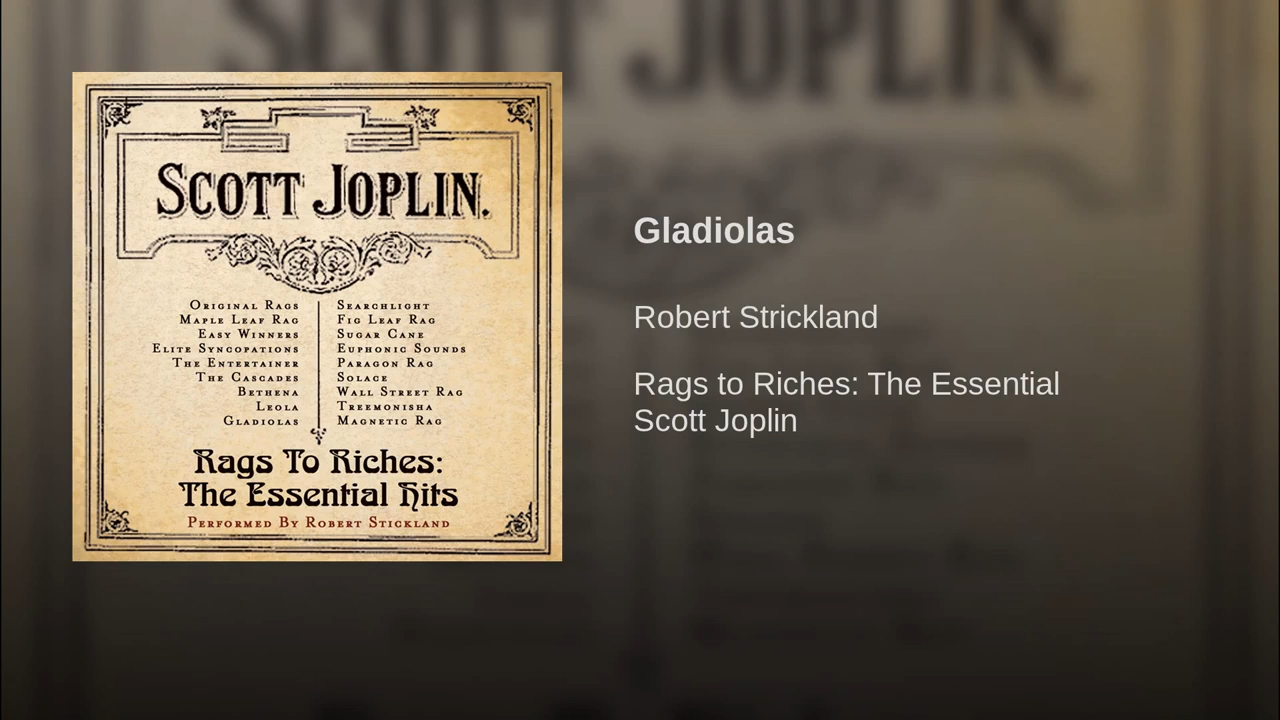 SCOTT JOPLIN.
SCOTT JOPLIN.
ORIGINAL RAGS
MAPLE LEAF RAG
EASY WINNERS
ELITE SYNCOPATIONS
THE ENTERTAINER
THE CASCADES
BETHENA
LEOLA
GLADIOLAS
SEARCHLIGHT
FIG LEAF RAG
SUGAR CANE
EUPHONIC SOUNDS
PARAGON RAG
SOLACE
WALL STREET RAG
TREEMONISHA
MAGNETIC RAG
Rags To Riches:
The Essential Hits
PERFORMED BY ROBERT STICKLAND
Gladiolas
Robert Strickland
Rags to Riches: The Essential
Scott Joplin